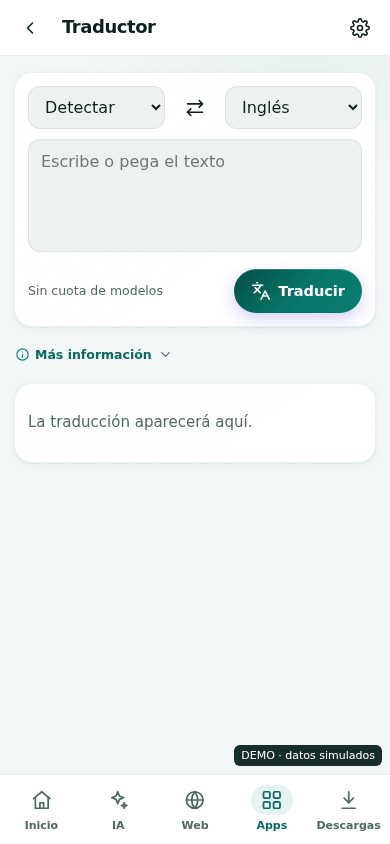 Traductor
Detectar
Inglés
Escribe o pega el texto
Sin cuota de modelos
Traducir
Más información
La traducción aparecerá aquí.
DEMO · datos simulados
Inicio
IA
Web
Apps
Descargas